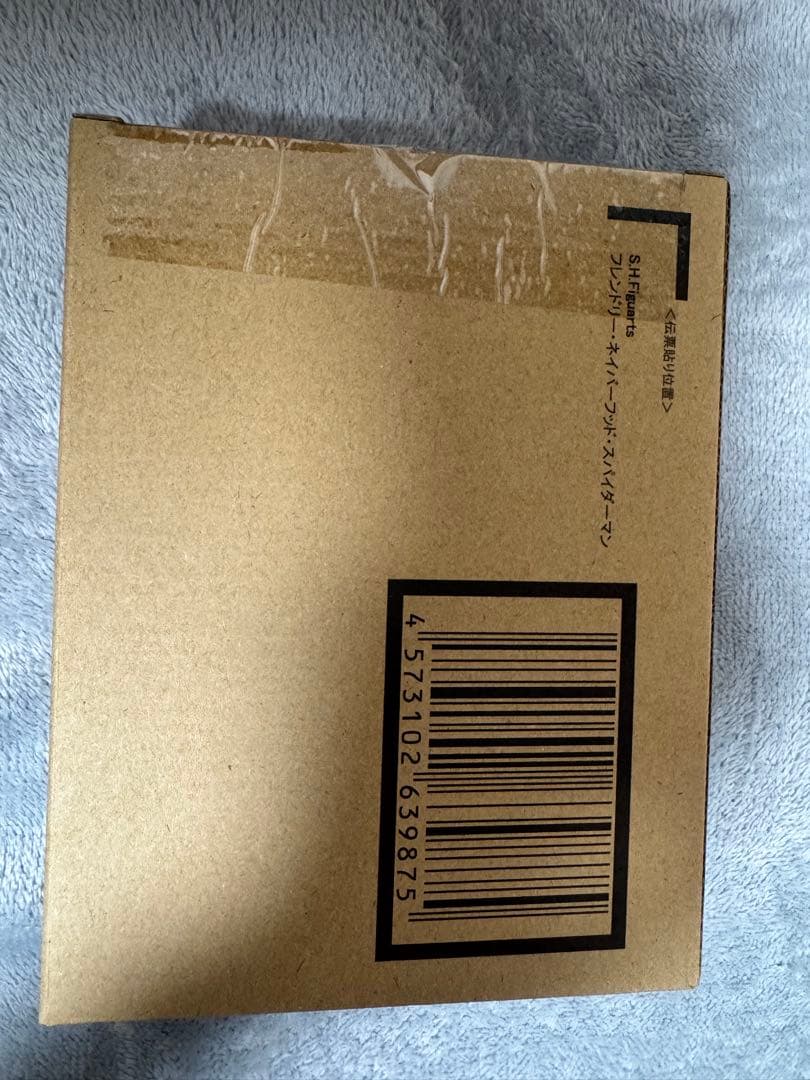 ＜伝票貼り位置＞
S.H.Figuarts
フレンドリー・ネイバーフッド・スパイダーマン
4 573102 639875